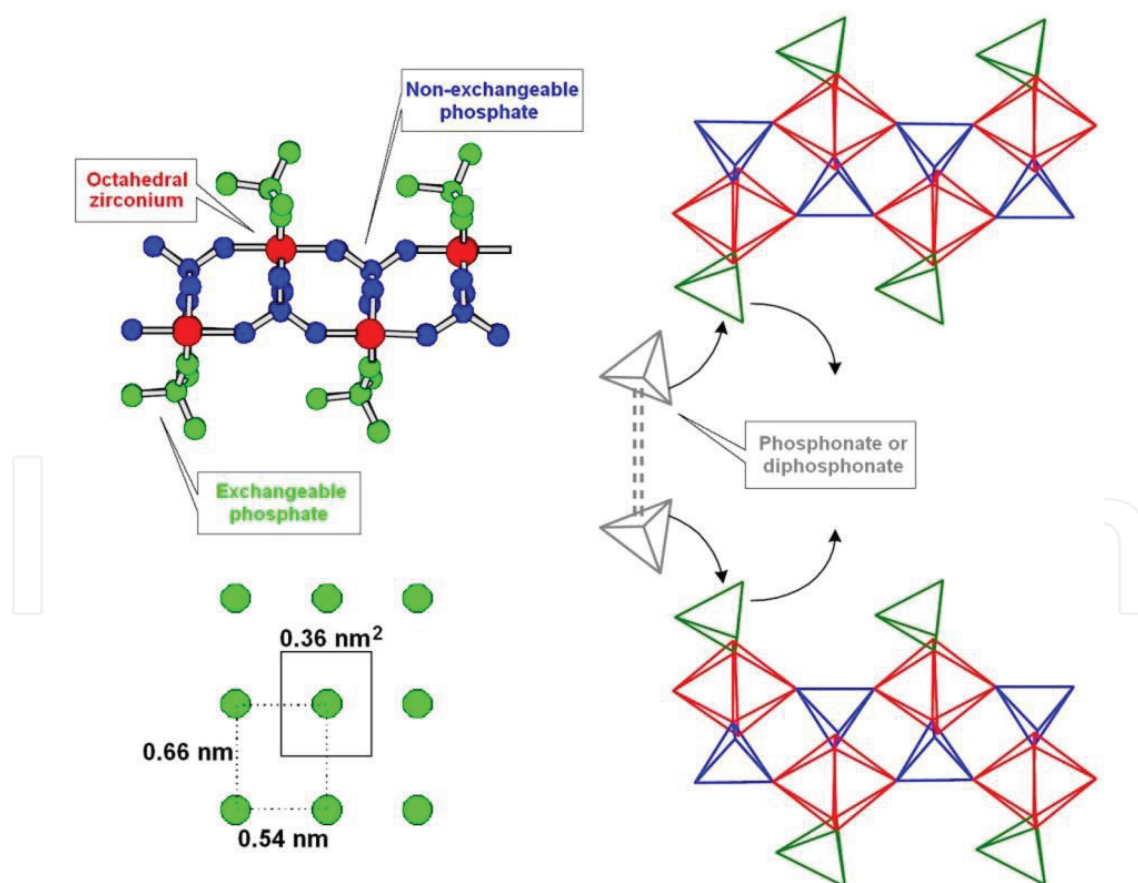 Non-exchangeable
phosphate
Octahedral
zirconium
Exchangeable
phosphate
Phosphonate or
diphosphonate
0.36 nm²
0.66 nm
0.54 nm